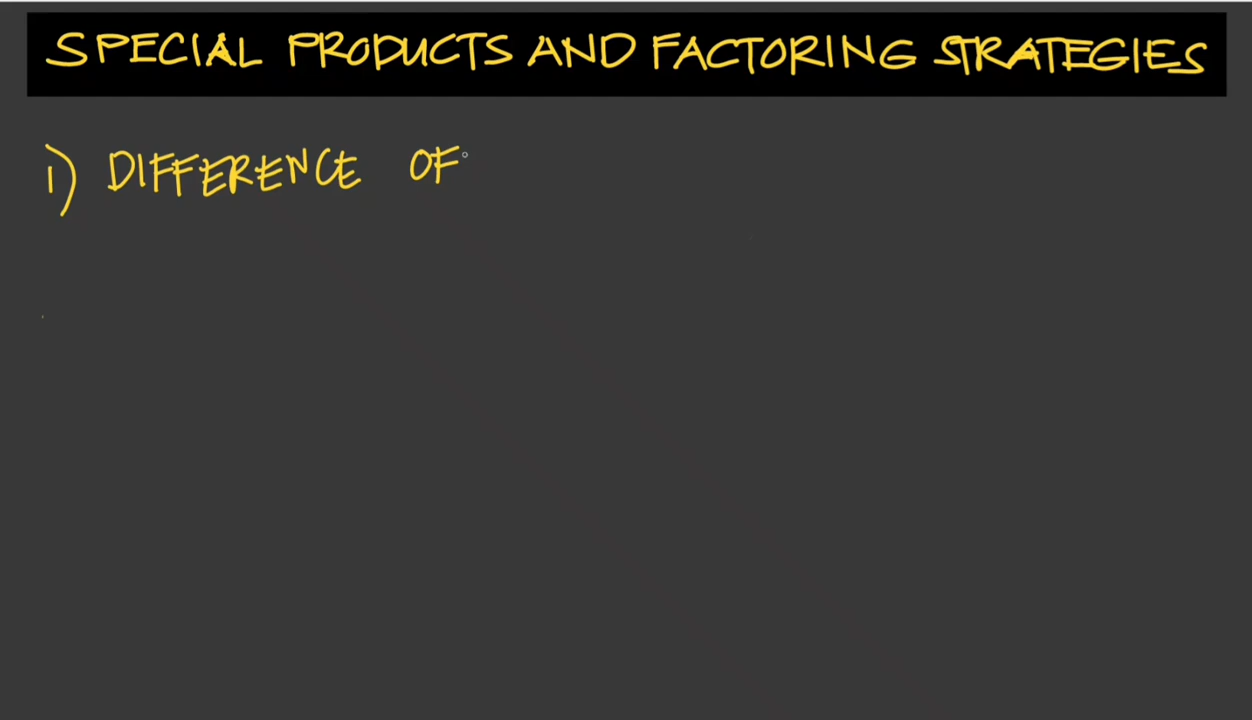 SPECIAL PRODUCTS AND FACTORING STRATEGIES
1) DIFFERENCE OF